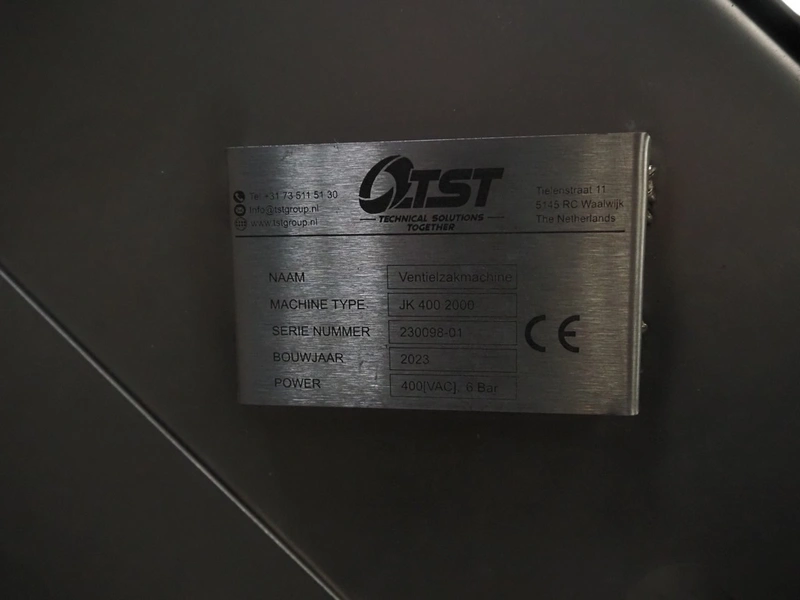 Tel +31 73 511 51 30
Info@tstgroup.nl
www.tstgroup.nl
TST
TECHNICAL SOLUTIONS
TOGETHER
Tielenstraat 11
5145 RC Waalwijk
The Netherlands
NAAM Ventielzakmachine
MACHINE TYPE JK 400 2000
SERIE NUMMER 230098-01
BOUWJAAR 2023
POWER 400[VAC], 6 Bar
CE